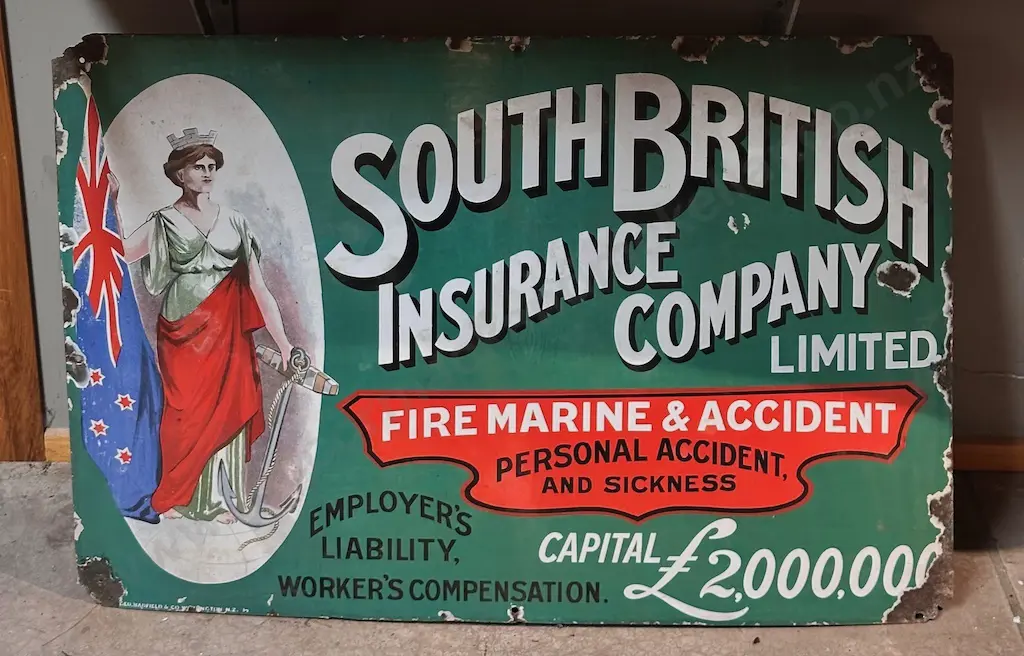 SOUTH BRITISH
INSURANCE
COMPANY
LIMITED
FIRE MARINE & ACCIDENT
PERSONAL ACCIDENT,
AND SICKNESS
EMPLOYER'S
LIABILITY,
WORKER'S COMPENSATION.
CAPITAL £2,000,000